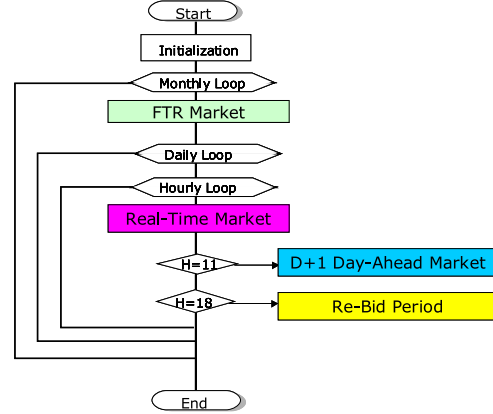 Start
Initialization
Monthly Loop
FTR Market
Daily Loop
Hourly Loop
Real-Time Market
H=11
D+1 Day-Ahead Market
H=18
Re-Bid Period
End